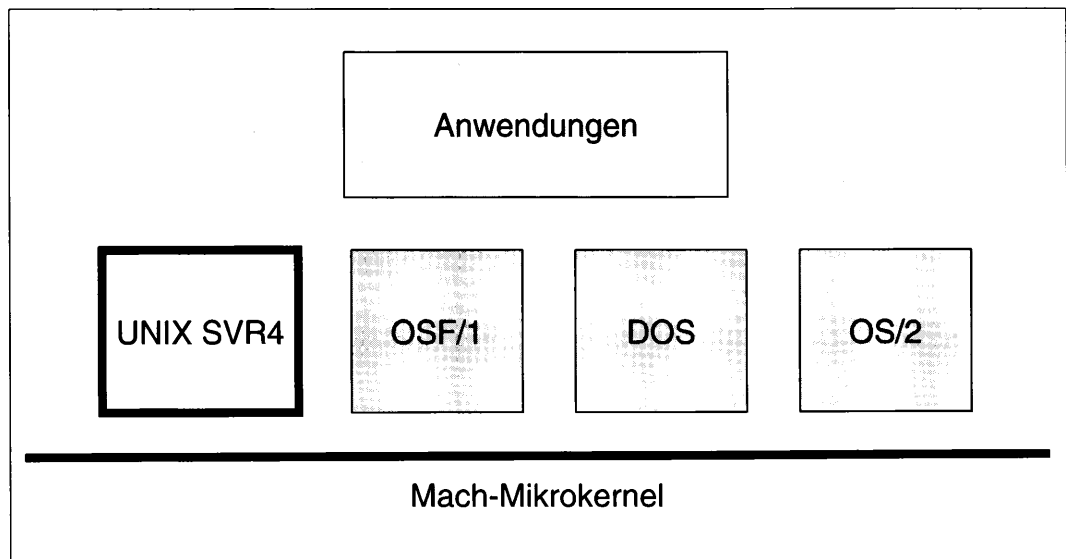 Anwendungen
UNIX SVR4
OSF/1
DOS
OS/2
Mach-Mikrokernel